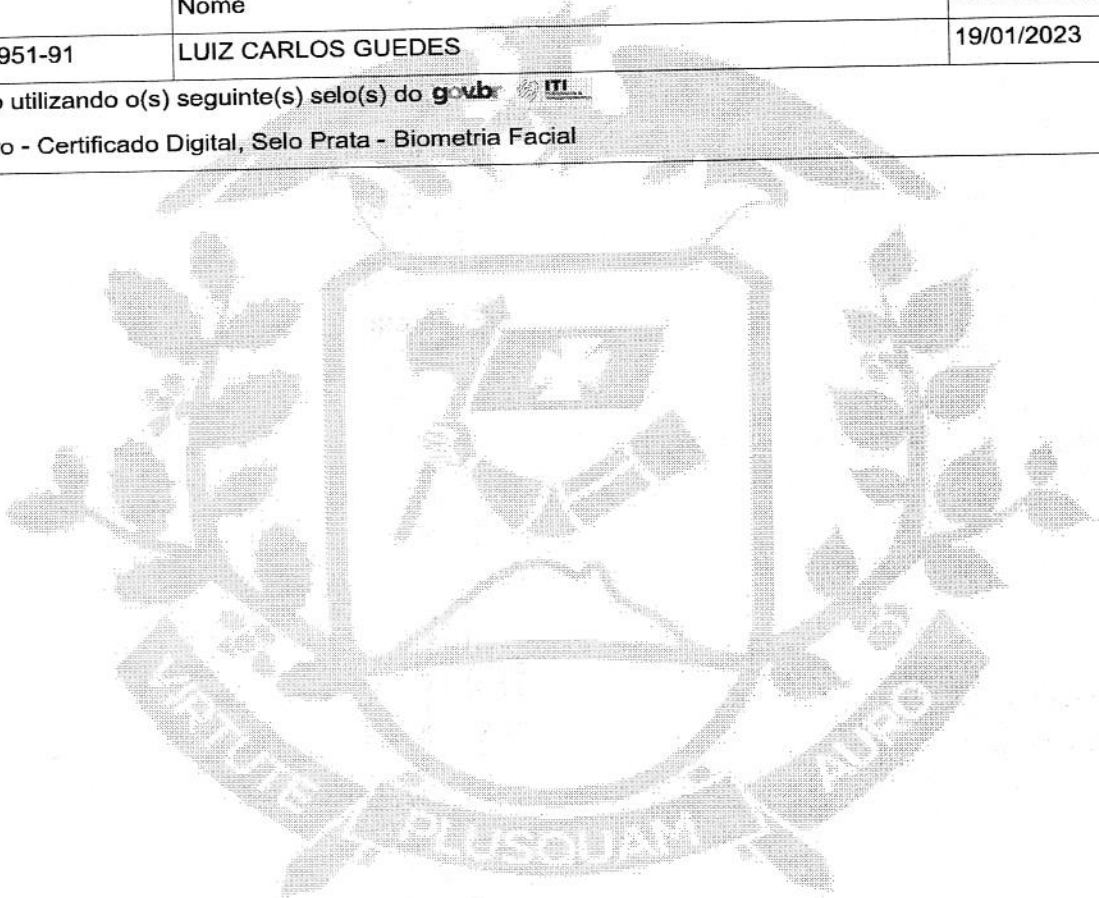 Nome
951-91 LUIZ CARLOS GUEDES 19/01/2023
utilizando o(s) seguinte(s) selo(s) do gov.br ITI
o - Certificado Digital, Selo Prata - Biometria Facial
VIRTUTE PLUSQUAM AURO